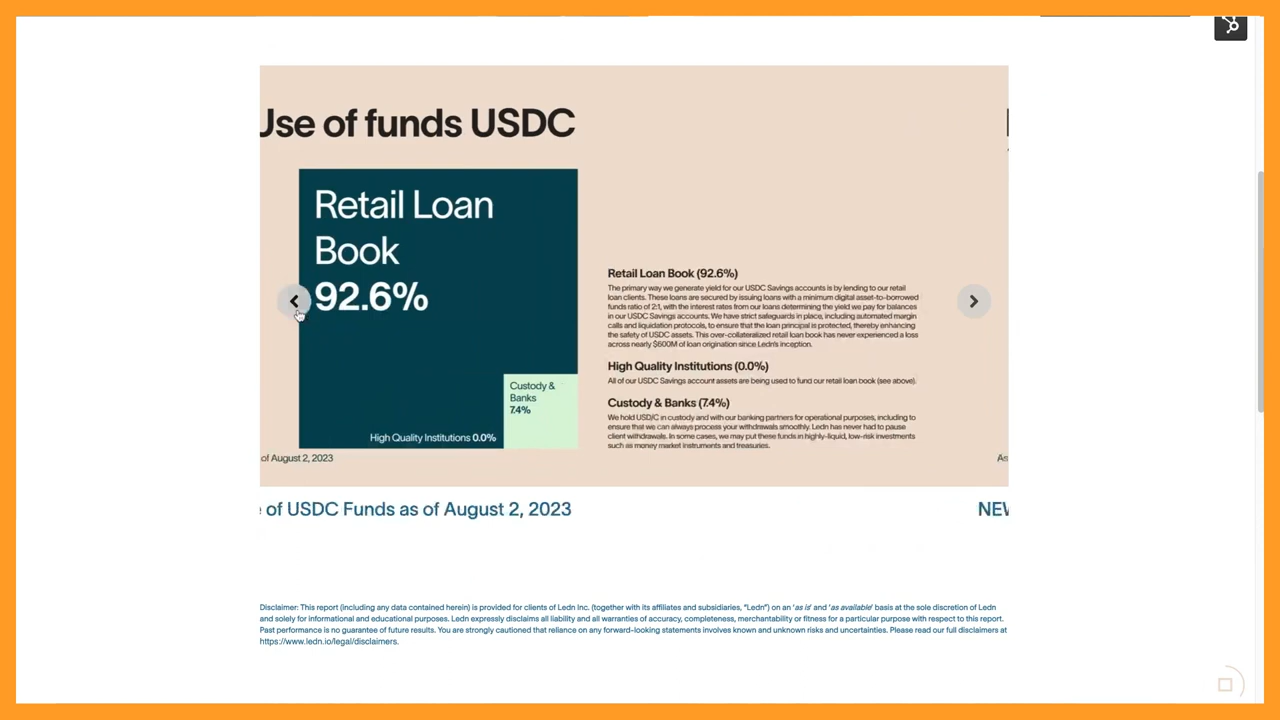 Use of funds USDC
Retail Loan
Book
92.6%
Custody &
Banks
7.4%
High Quality Institutions 0.0%
of August 2, 2023
Retail Loan Book (92.6%)
The primary way we generate yield for our USDC Savings accounts is by lending to our retail
loan clients. These loans are secured by issuing loans with a minimum digital asset-to-borrowed
funds ratio of 2:1, with the interest rates from our loans determining the yield we pay for balances
in our USDC Savings accounts. We have strict safeguards in place, including automated margin
calls and liquidation protocols, to ensure that the loan principal is protected, thereby enhancing
the safety of USDC assets. This over-collateralized retail loan book has never experienced a loss
across nearly $600M of loan origination since Ledn's inception.
High Quality Institutions (0.0%)
All of our USDC Savings account assets are being used to fund our retail loan book (see above).
Custody & Banks (7.4%)
We hold USD/C in custody and with our banking partners for operational purposes, including to
ensure that we can always process your withdrawals smoothly. Ledn has never had to pause
client withdrawals. In some cases, we may put these funds in highly-liquid, low-risk investments
such as money market instruments and treasuries.
As
of USDC Funds as of August 2, 2023
NEW
Disclaimer: This report (including any data contained herein) is provided for clients of Ledn Inc. (together with its affiliates and subsidiaries, “Ledn”) on an 'as is' and 'as available' basis at the sole discretion of Ledn
and solely for informational and educational purposes. Ledn expressly disclaims all liability and all warranties of accuracy, completeness, merchantability or fitness for a particular purpose with respect to this report.
Past performance is no guarantee of future results. You are strongly cautioned that reliance on any forward-looking statements involves known and unknown risks and uncertainties. Please read our full disclaimers at
https://www.ledn.io/legal/disclaimers.